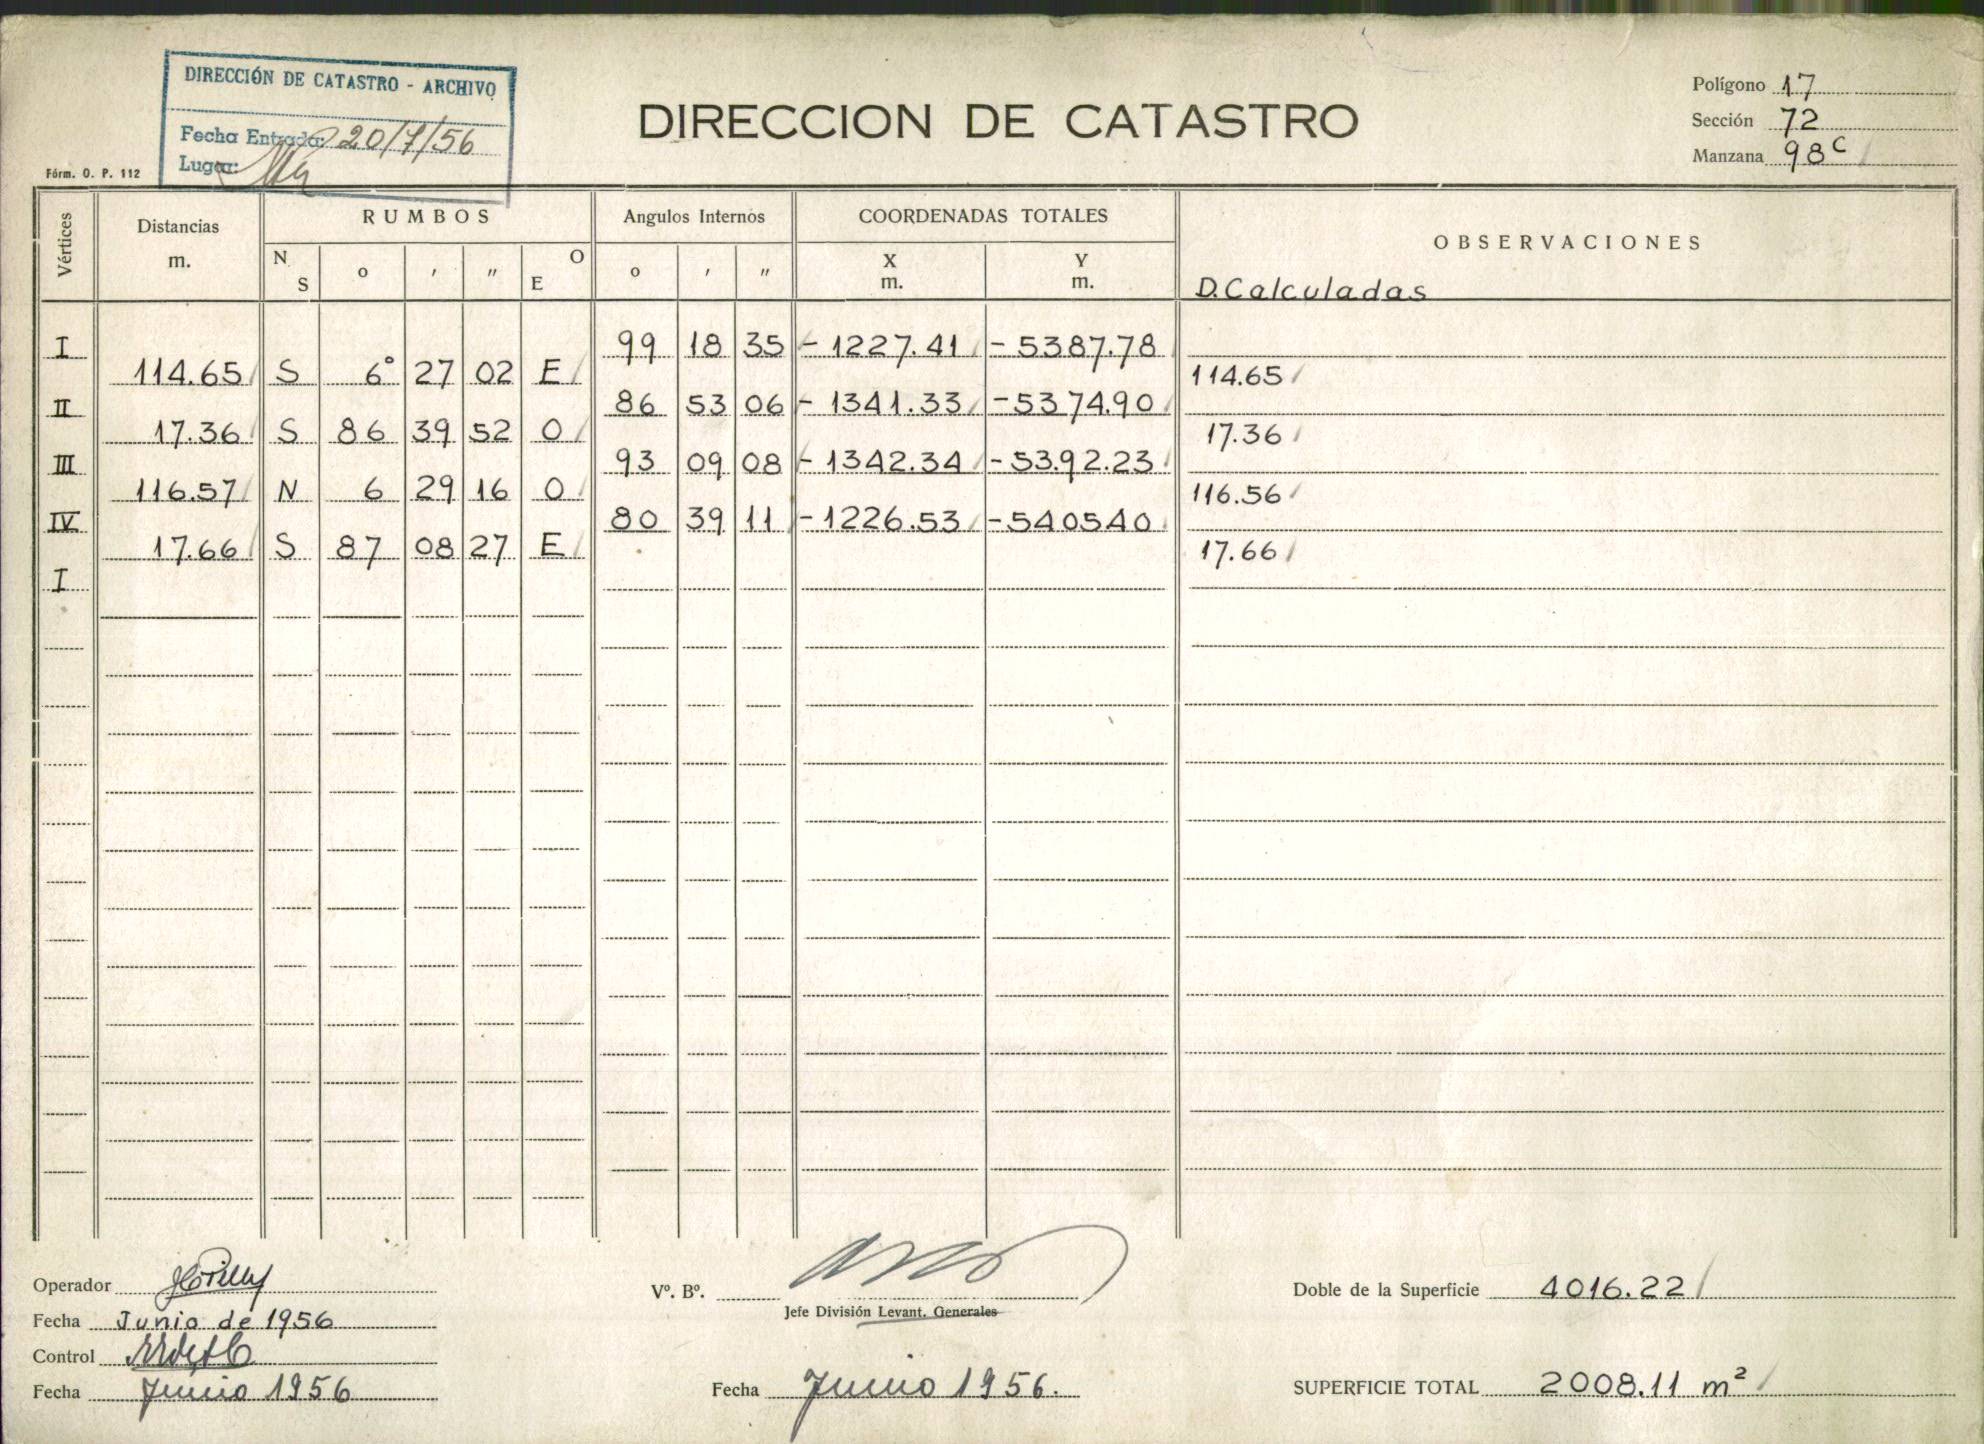 DIRECCIÓN DE CATASTRO - ARCHIVO
Fecha Entrada: 20/7/56
Lugar:
Fórm. O. P. 112
DIRECCION DE CATASTRO
Polígono 17
Sección 72
Manzana 98 C
Vértices Distancias m. RUMBOS Angulos Internos COORDENADAS TOTALES OBSERVACIONES
N S o ' " O E o ' " X m. Y m. D.Calculadas
I 99 18 35 - 1227.41 - 5387.78
114.65 S 6° 27 02 E 114.65
II 86 53 06 - 1341.33 - 5374.90
17.36 S 86 39 52 O 17.36
III 93 09 08 - 1342.34 - 5392.23
116.57 N 6 29 16 O 116.56
IV 80 39 11 - 1226.53 - 540540
17.66 S 87 08 27 E 17.66
I
Operador
Fecha Junio de 1956
Control
Fecha Junio 1956
Vº. Bº.
Jefe División Levant. Generales
Fecha Junio 1956.
Doble de la Superficie 4016.22
SUPERFICIE TOTAL 2008.11 m²